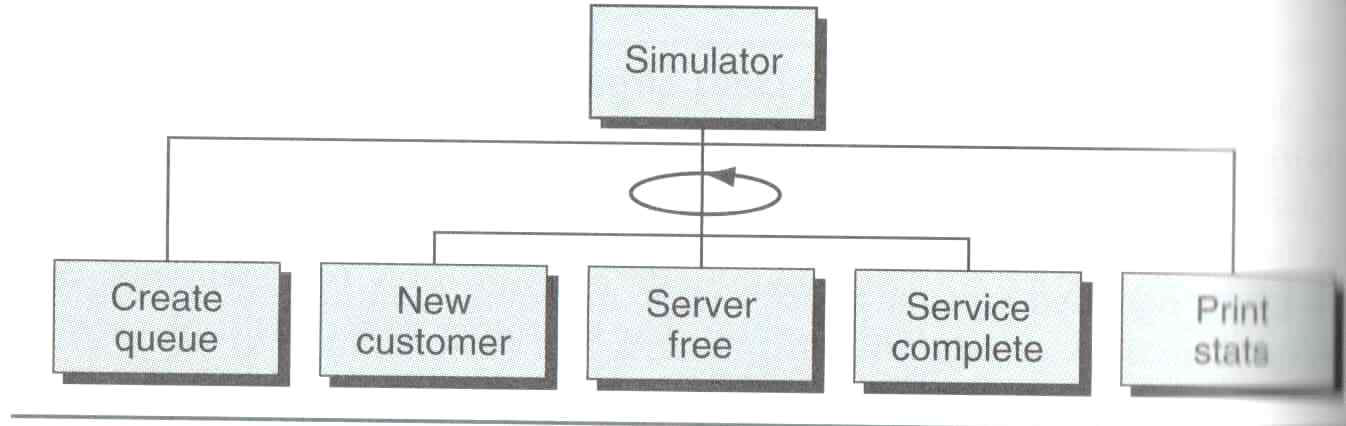 Simulator
Create
queue
New
customer
Server
free
Service
complete
Print
stats